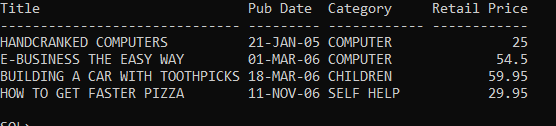 Title                          Pub Date  Category     Retail Price
------------------------------ --------- ------------ ------------
HANDCRANKED COMPUTERS          21-JAN-05 COMPUTER               25
E-BUSINESS THE EASY WAY        01-MAR-06 COMPUTER             54.5
BUILDING A CAR WITH TOOTHPICKS 18-MAR-06 CHILDREN            59.95
HOW TO GET FASTER PIZZA        11-NOV-06 SELF HELP           29.95
SQL>